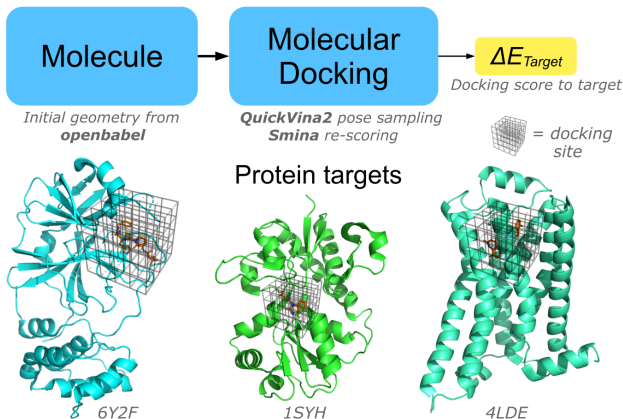 Molecule
Molecular
Docking
ΔE_Target
Initial geometry from
openbabel
QuickVina2 pose sampling
Smina re-scoring
Docking score to target
= docking
site
Protein targets
6Y2F
1SYH
4LDE